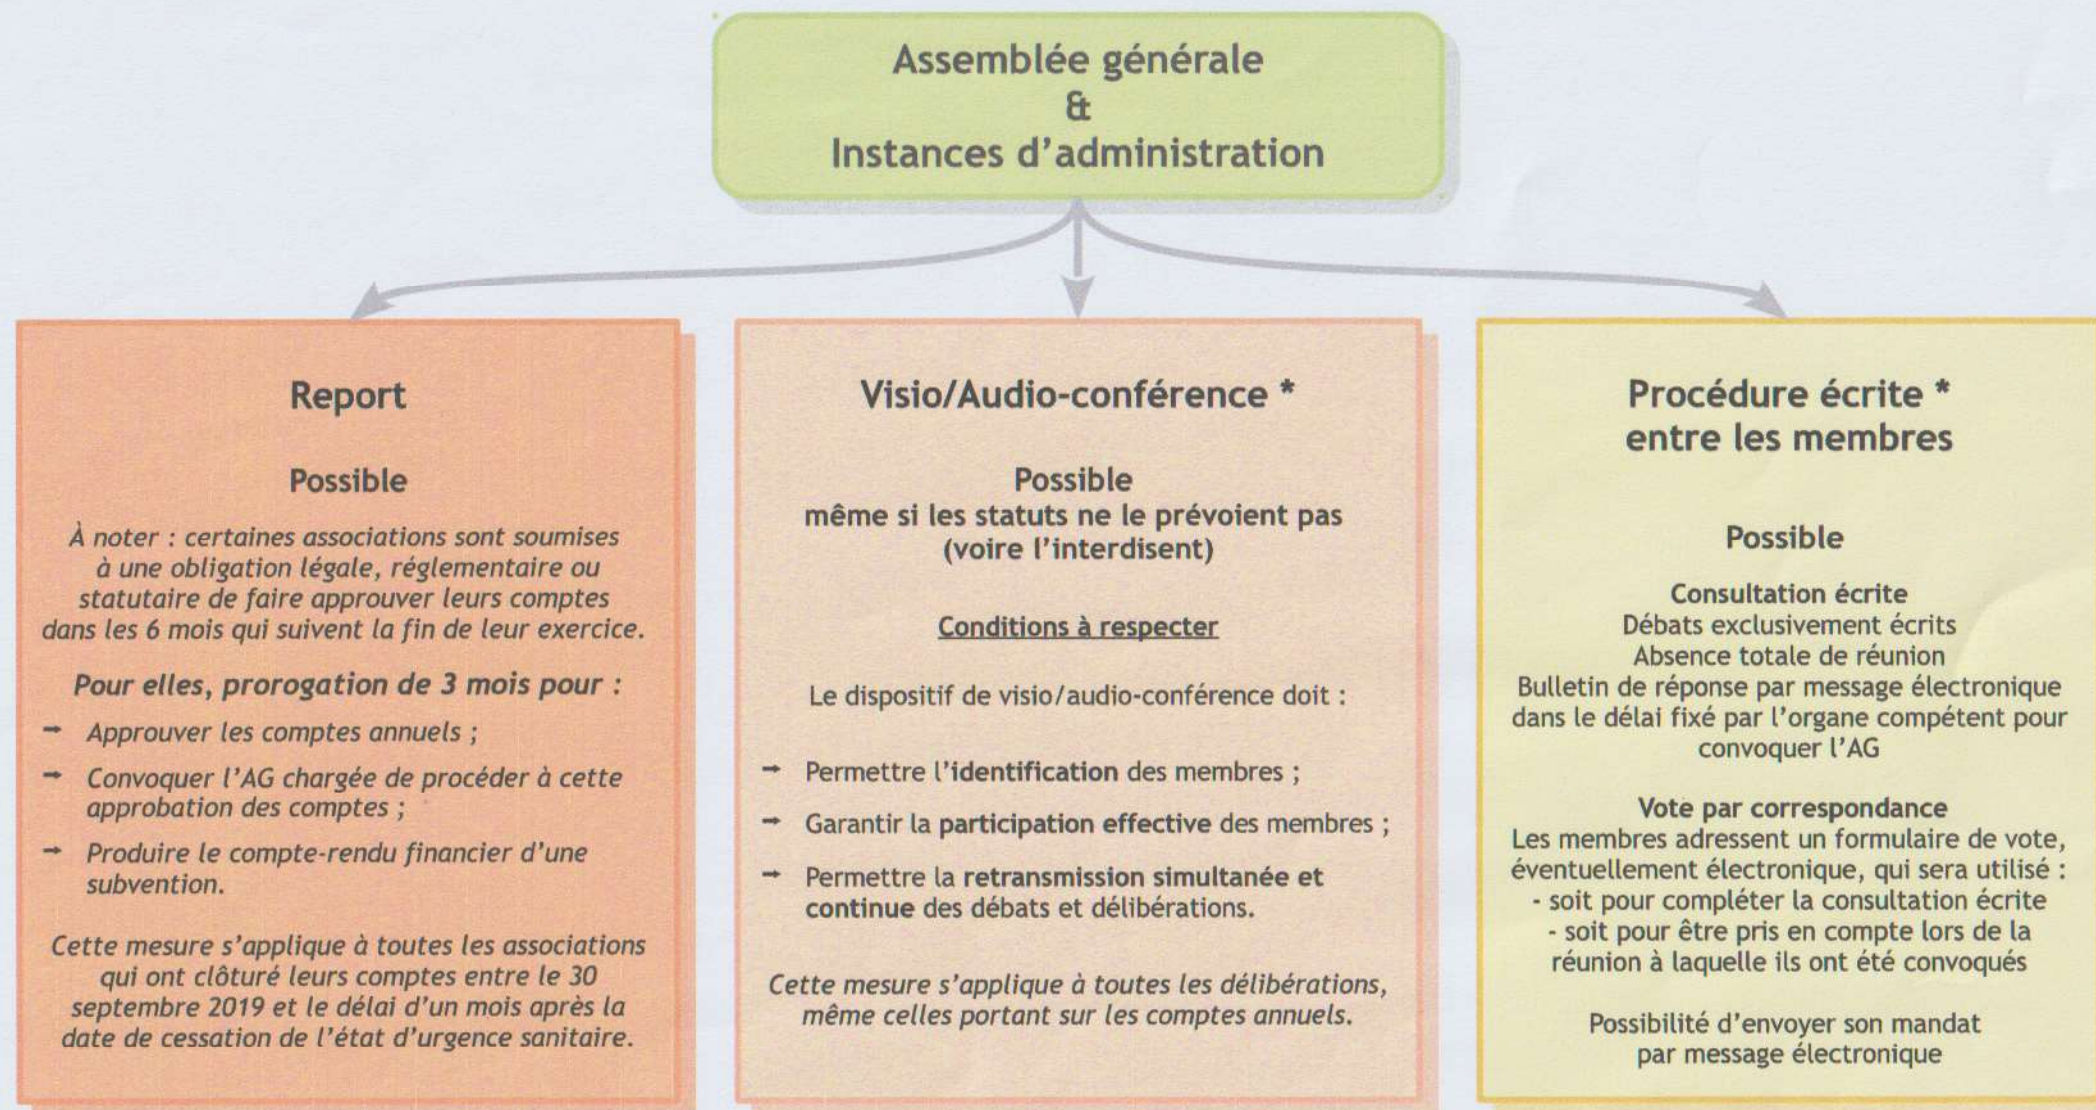 Assemblée générale
&
Instances d'administration
Report
Possible
À noter : certaines associations sont soumises
à une obligation légale, réglementaire ou
statutaire de faire approuver leurs comptes
dans les 6 mois qui suivent la fin de leur exercice.
Pour elles, prorogation de 3 mois pour :
➞ Approuver les comptes annuels ;
➞ Convoquer l'AG chargée de procéder à cette
approbation des comptes ;
➞ Produire le compte-rendu financier d'une
subvention.
Cette mesure s'applique à toutes les associations
qui ont clôturé leurs comptes entre le 30
septembre 2019 et le délai d'un mois après la
date de cessation de l'état d'urgence sanitaire.
Visio/Audio-conférence *
Possible
même si les statuts ne le prévoient pas
(voire l'interdisent)
Conditions à respecter
Le dispositif de visio/audio-conférence doit :
➞ Permettre l'identification des membres ;
➞ Garantir la participation effective des membres ;
➞ Permettre la retransmission simultanée et
continue des débats et délibérations.
Cette mesure s'applique à toutes les délibérations,
même celles portant sur les comptes annuels.
Procédure écrite *
entre les membres
Possible
Consultation écrite
Débats exclusivement écrits
Absence totale de réunion
Bulletin de réponse par message électronique
dans le délai fixé par l'organe compétent pour
convoquer l'AG
Vote par correspondance
Les membres adressent un formulaire de vote,
éventuellement électronique, qui sera utilisé :
- soit pour compléter la consultation écrite
- soit pour être pris en compte lors de la
réunion à laquelle ils ont été convoqués
Possibilité d'envoyer son mandat
par message électronique